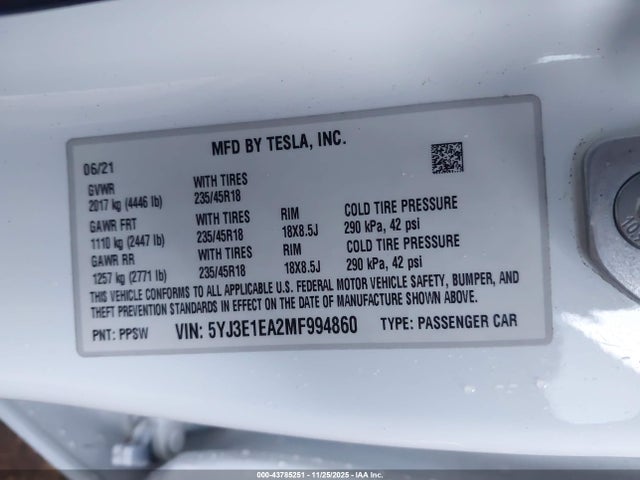 MFD BY TESLA, INC.
06/21
GVWR WITH TIRES
2017 kg (4446 lb) 235/45R18
GAWR FRT WITH TIRES RIM COLD TIRE PRESSURE
1110 kg (2447 lb) 235/45R18 18X8.5J 290 kPa, 42 psi
GAWR RR WITH TIRES RIM COLD TIRE PRESSURE
1257 kg (2771 lb) 235/45R18 18X8.5J 290 kPa, 42 psi
THIS VEHICLE CONFORMS TO ALL APPLICABLE U.S. FEDERAL MOTOR VEHICLE SAFETY, BUMPER, AND
THEFT PREVENTION STANDARDS IN EFFECT ON THE DATE OF MANUFACTURE SHOWN ABOVE.
PNT: PPSW VIN: 5YJ3E1EA2MF994860 TYPE: PASSENGER CAR
000-43785251 - 11/25/2025 - IAA Inc.